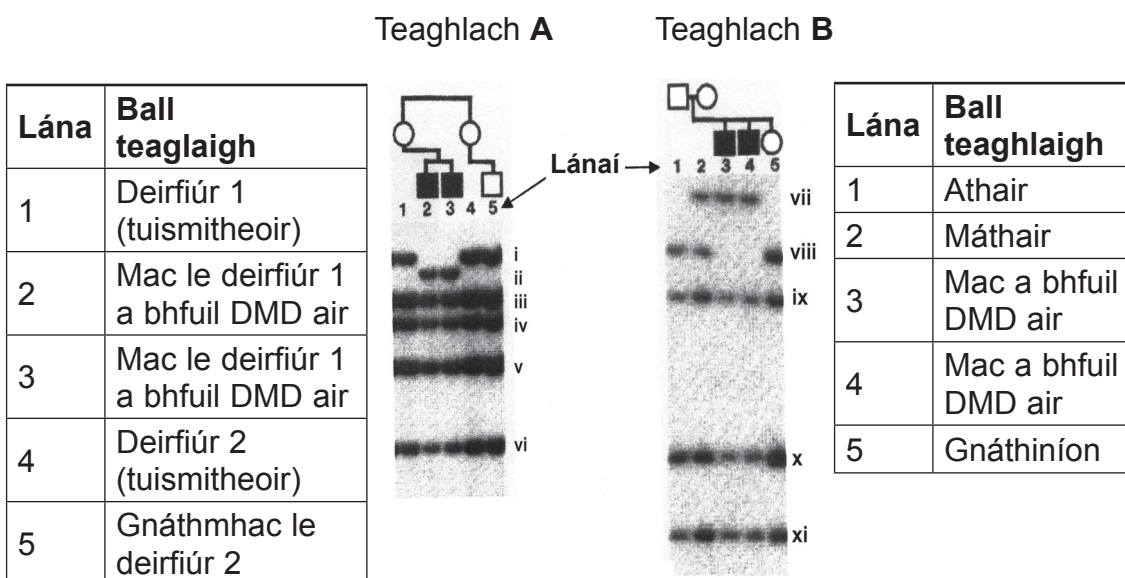 Teaghlach A
Teaghlach B
Lána
Ball
teaglaigh
1
Deirfiúr 1
(tuismitheoir)
2
Mac le deirfiúr 1
a bhfuil DMD air
3
Mac le deirfiúr 1
a bhfuil DMD air
4
Deirfiúr 2
(tuismitheoir)
5
Gnáthmhac le
deirfiúr 2
1 2 3 4 5
i
ii
iii
iv
v
vi
Lánaí
1 2 3 4 5
vii
viii
ix
x
xi
Lána
Ball
teaghlaigh
1
Athair
2
Máthair
3
Mac a bhfuil
DMD air
4
Mac a bhfuil
DMD air
5
Gnáthiníon